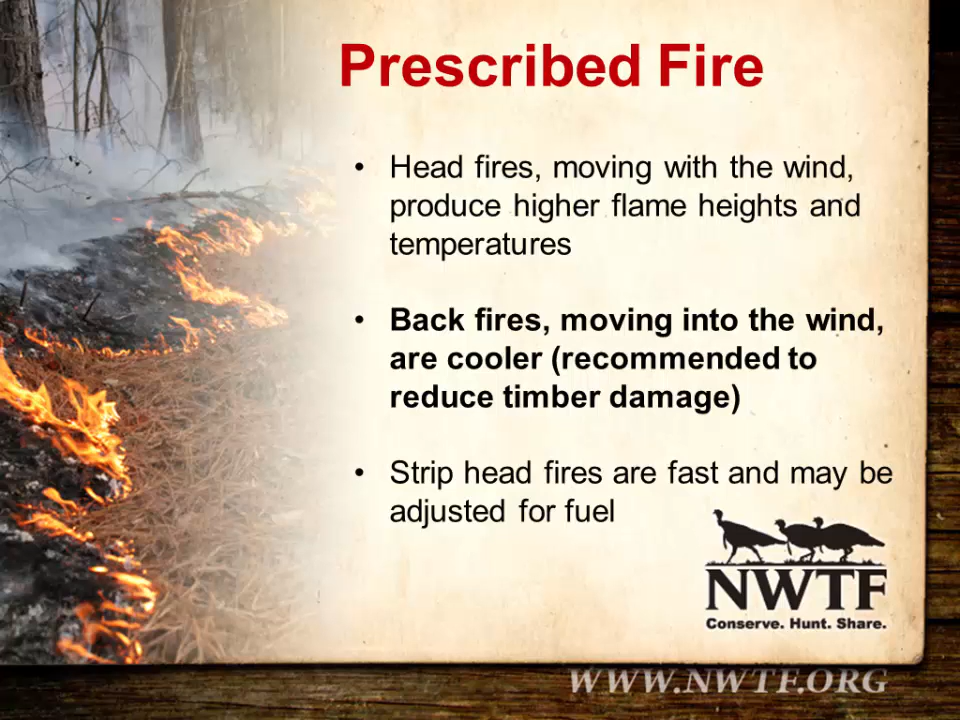 Prescribed Fire
• Head fires, moving with the wind,
produce higher flame heights and
temperatures
• Back fires, moving into the wind,
are cooler (recommended to
reduce timber damage)
• Strip head fires are fast and may be
adjusted for fuel
NWTF
Conserve. Hunt. Share.
WWW.NWTF.ORG